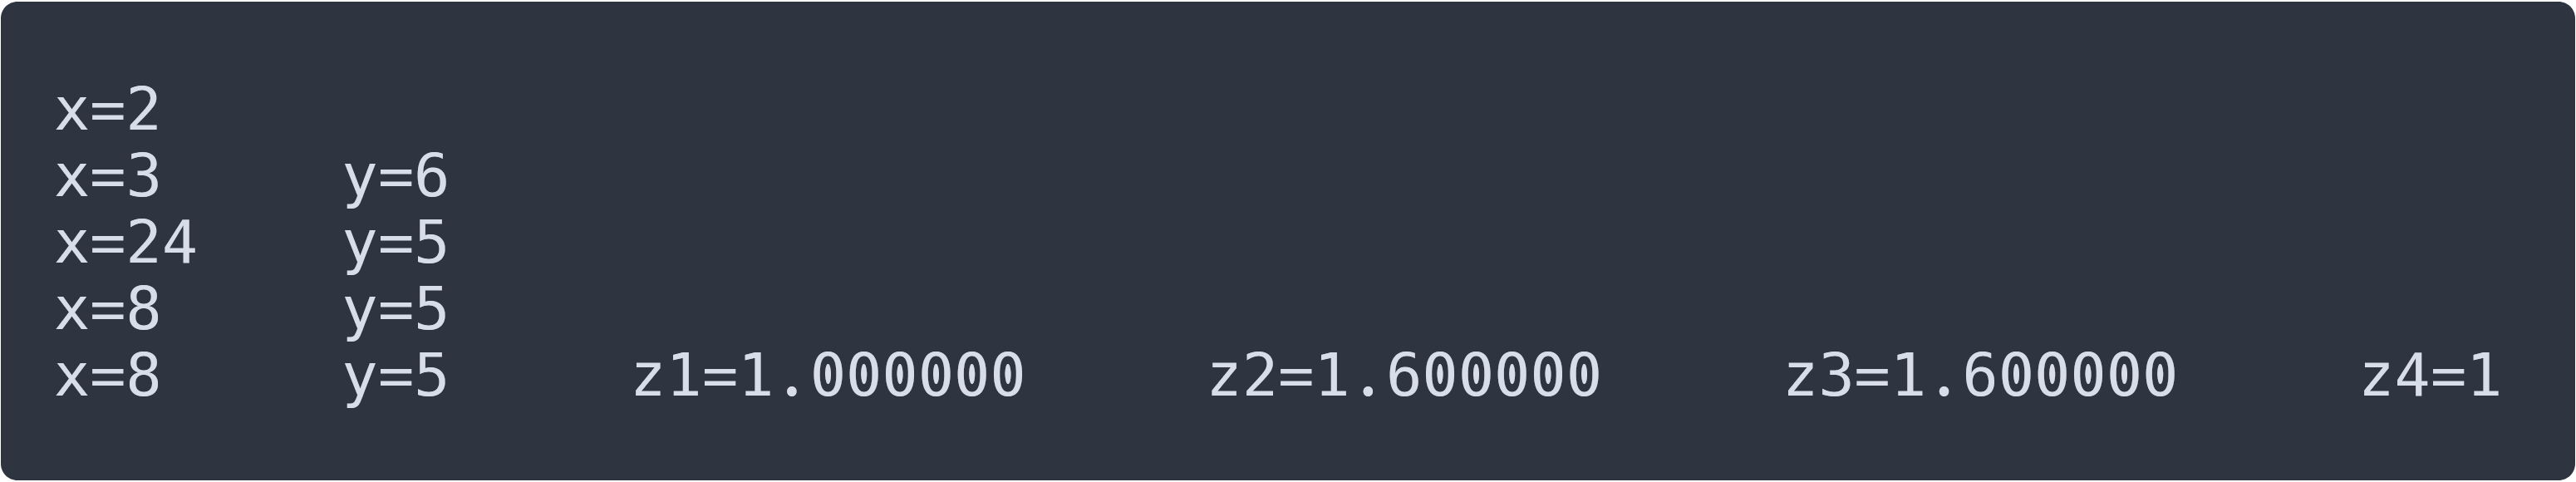 x=2
x=3     y=6
x=24    y=5
x=8     y=5
x=8     y=5     z1=1.000000     z2=1.600000     z3=1.600000     z4=1